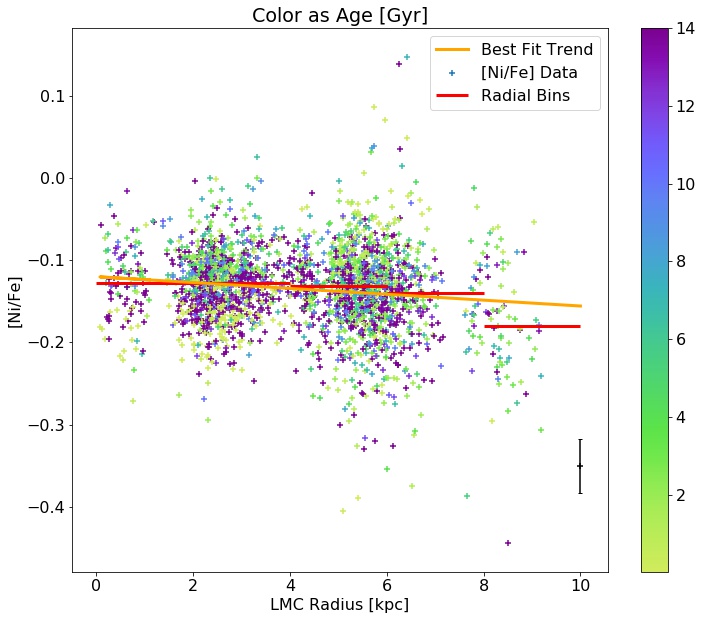 Color as Age [Gyr]
Best Fit Trend
[Ni/Fe] Data
Radial Bins
[Ni/Fe]
0.1
0.0
−0.1
−0.2
−0.3
−0.4
0 2 4 6 8 10
LMC Radius [kpc]
14
12
10
8
6
4
2